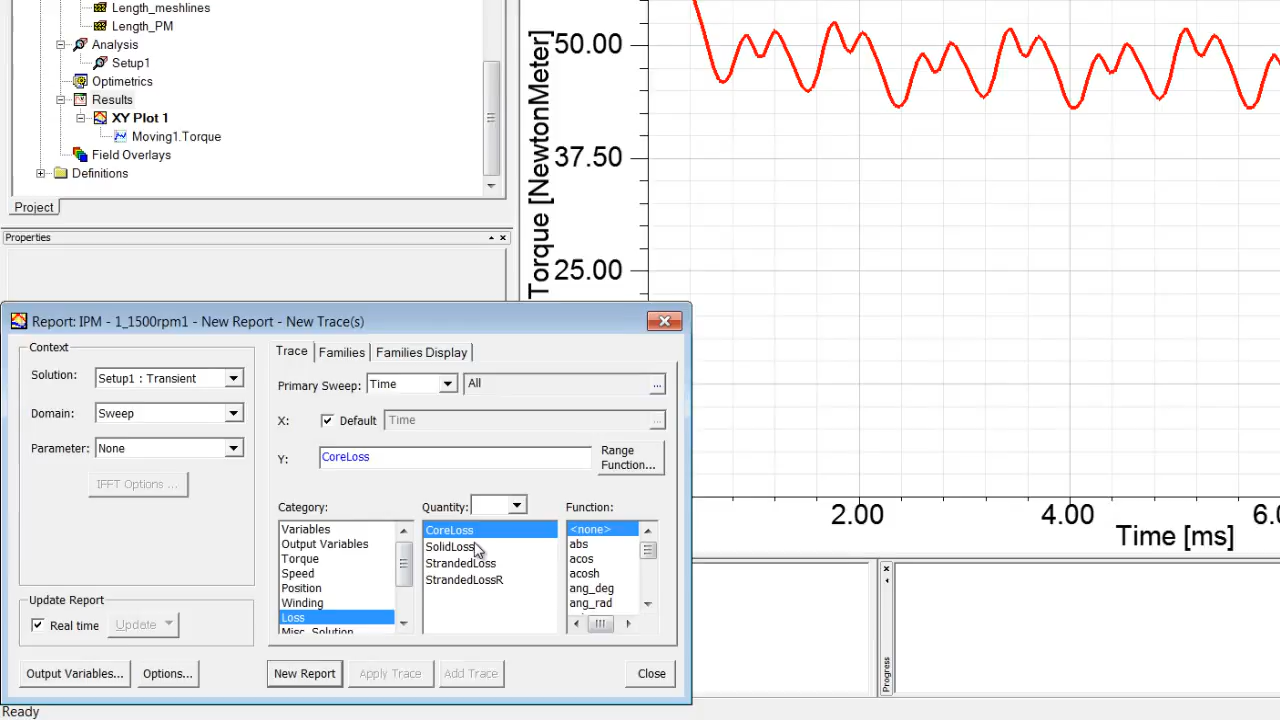 Length_meshlines
Length_PM
Analysis
Setup1
Optimetrics
Results
XY Plot 1
Moving1.Torque
Field Overlays
Definitions
Project
Properties
Torque [NewtonMeter]
50.00
37.50
25.00
2.00
4.00
6.0
Time [ms]
Report: IPM - 1_1500rpm1 - New Report - New Trace(s)
Context
Solution:
Setup1 : Transient
Domain:
Sweep
Parameter:
None
IFFT Options ...
Update Report
Real time
Update
Trace
Families
Families Display
Primary Sweep:
Time
All
...
X:
Default
Time
...
Y:
CoreLoss
Range
Function...
Category:
Variables
Output Variables
Torque
Speed
Position
Winding
Loss
Misc. Solution
Quantity:
CoreLoss
SolidLoss
StrandedLoss
StrandedLossR
Function:
<none>
abs
acos
acosh
ang_deg
ang_rad
Output Variables...
Options...
New Report
Apply Trace
Add Trace
Close
Progress
Ready